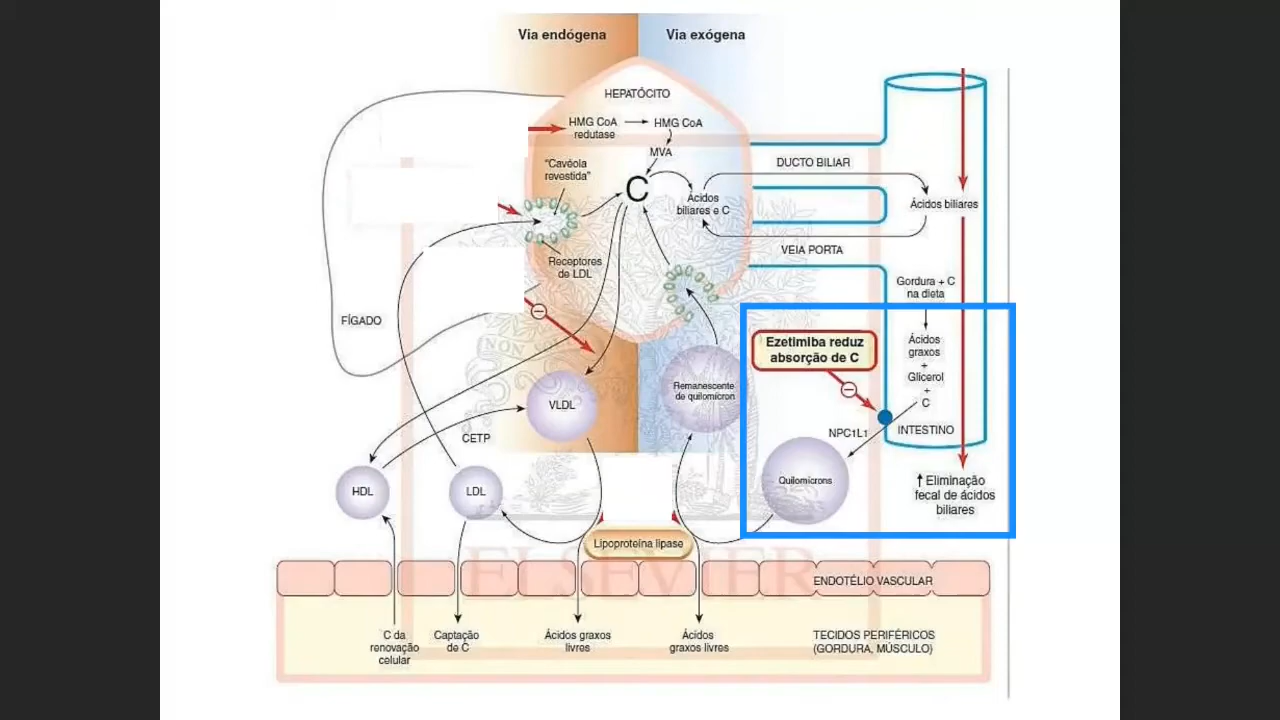 Via endógena
Via exógena
HEPATÓCITO
HMG CoA
redutase
HMG CoA
MVA
"Cavéola
revestida"
C
Ácidos
biliares e C
DUCTO BILIAR
Ácidos biliares
VEIA PORTA
Receptores
de LDL
Gordura + C
na dieta
FÍGADO
Ezetimiba reduz
absorção de C
Ácidos
graxos
+
Glicerol
+
C
NON SOLUS
VLDL
Remanescente
de quilomícron
NPC1L1
INTESTINO
CETP
HDL
LDL
Quilomícrons
↑ Eliminação
fecal de ácidos
biliares
Lipoproteína lipase
ELSEVIER
ENDOTÉLIO VASCULAR
C da
renovação
celular
Captação
de C
Ácidos graxos
livres
Ácidos
graxos livres
TECIDOS PERIFÉRICOS
(GORDURA, MÚSCULO)